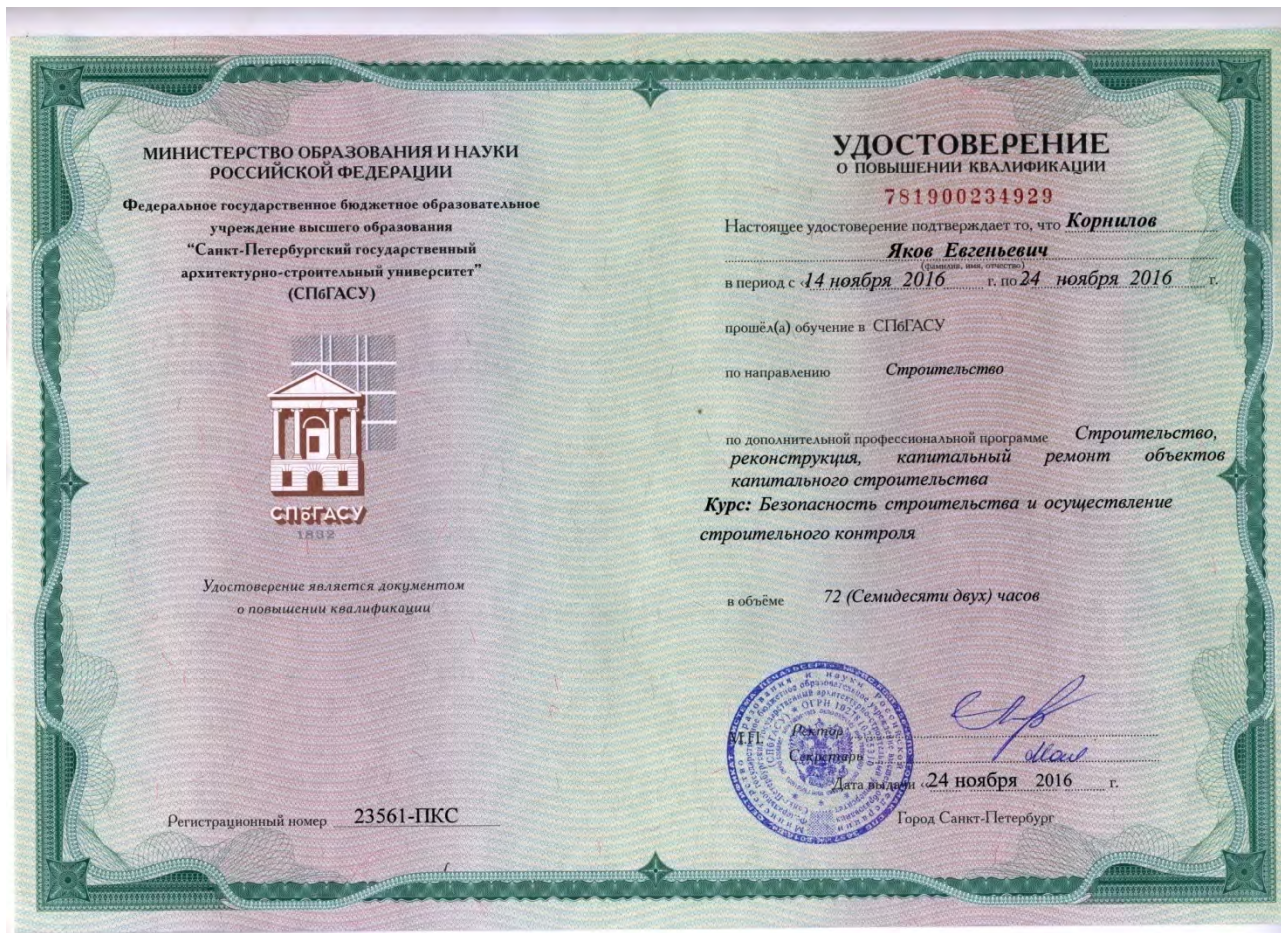 МИНИСТЕРСТВО ОБРАЗОВАНИЯ И НАУКИ
РОССИЙСКОЙ ФЕДЕРАЦИИ
Федеральное государственное бюджетное образовательное
учреждение высшего образования
"Санкт-Петербургский государственный
архитектурно-строительный университет"
(СПбГАСУ)
СПбГАСУ
1832
Удостоверение является документом
о повышении квалификации
Регистрационный номер 23561-ПКС
УДОСТОВЕРЕНИЕ
О ПОВЫШЕНИИ КВАЛИФИКАЦИИ
781900234929
Настоящее удостоверение подтверждает то, что Корнилов
Яков Евгеньевич
(фамилия, имя, отчество)
в период с «14 ноября 2016 г. по 24 ноября 2016 г.
прошёл(а) обучение в СПбГАСУ
по направлению Строительство
по дополнительной профессиональной программе Строительство,
реконструкция, капитальный ремонт объектов
капитального строительства
Курс: Безопасность строительства и осуществление
строительного контроля
в объёме 72 (Семидесяти двух) часов
М.П. Ректор
Секретарь
Дата выдачи «24 ноября 2016 г.
Город Санкт-Петербург